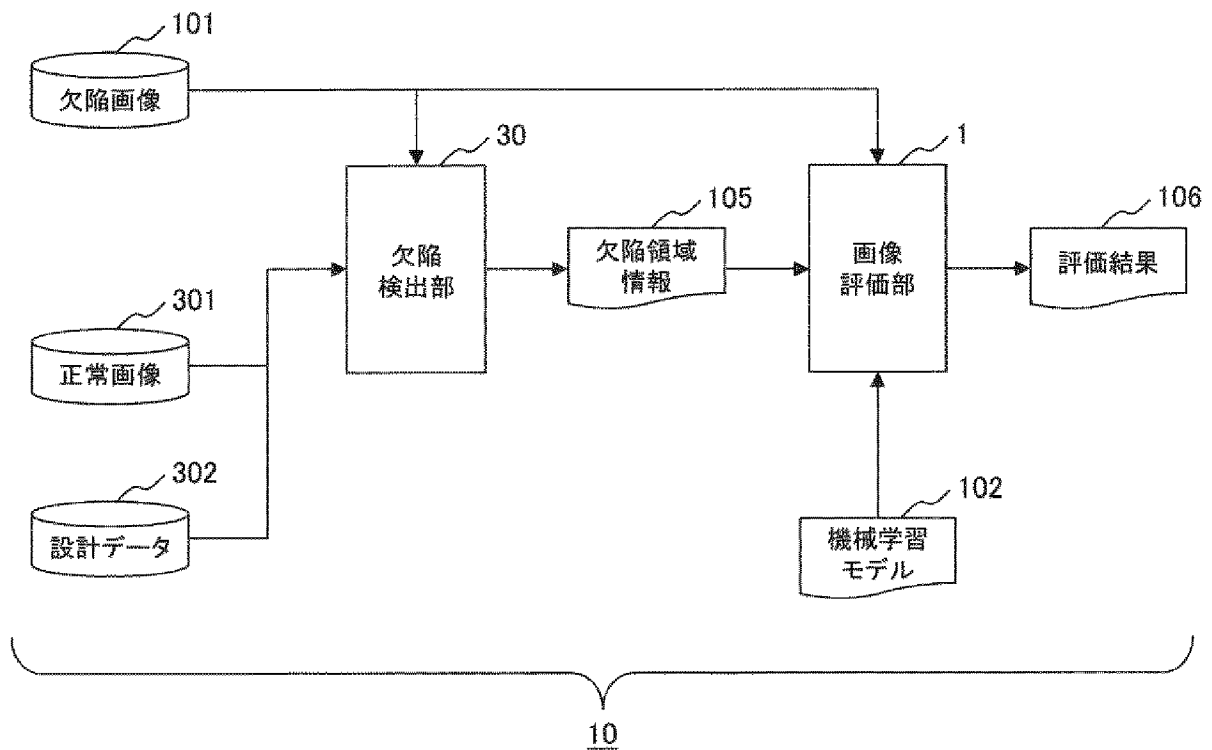 101
欠陥画像
30
1
欠陥
検出部
105
欠陥領域
情報
画像
評価部
106
評価結果
301
正常画像
302
設計データ
102
機械学習
モデル
10